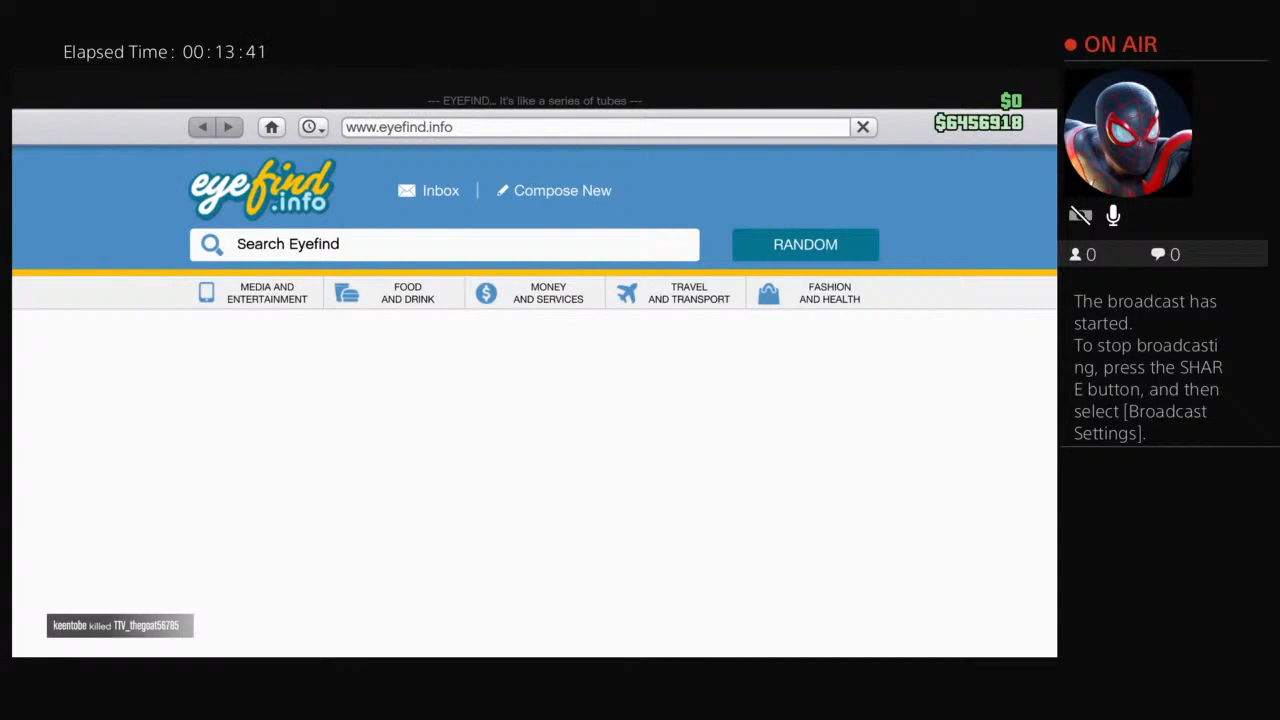 Elapsed Time: 00:13:41
ON AIR
--- EYEFIND... It's like a series of tubes ---
$0
$6456918
www.eyefind.info
eyefind
.info
Inbox
Compose New
Search Eyefind
RANDOM
MEDIA AND
ENTERTAINMENT
FOOD
AND DRINK
MONEY
AND SERVICES
TRAVEL
AND TRANSPORT
FASHION
AND HEALTH
0
0
The broadcast has
started.
To stop broadcasti
ng, press the SHAR
E button, and then
select [Broadcast
Settings].
keentobe killed TTV_thegoat56785